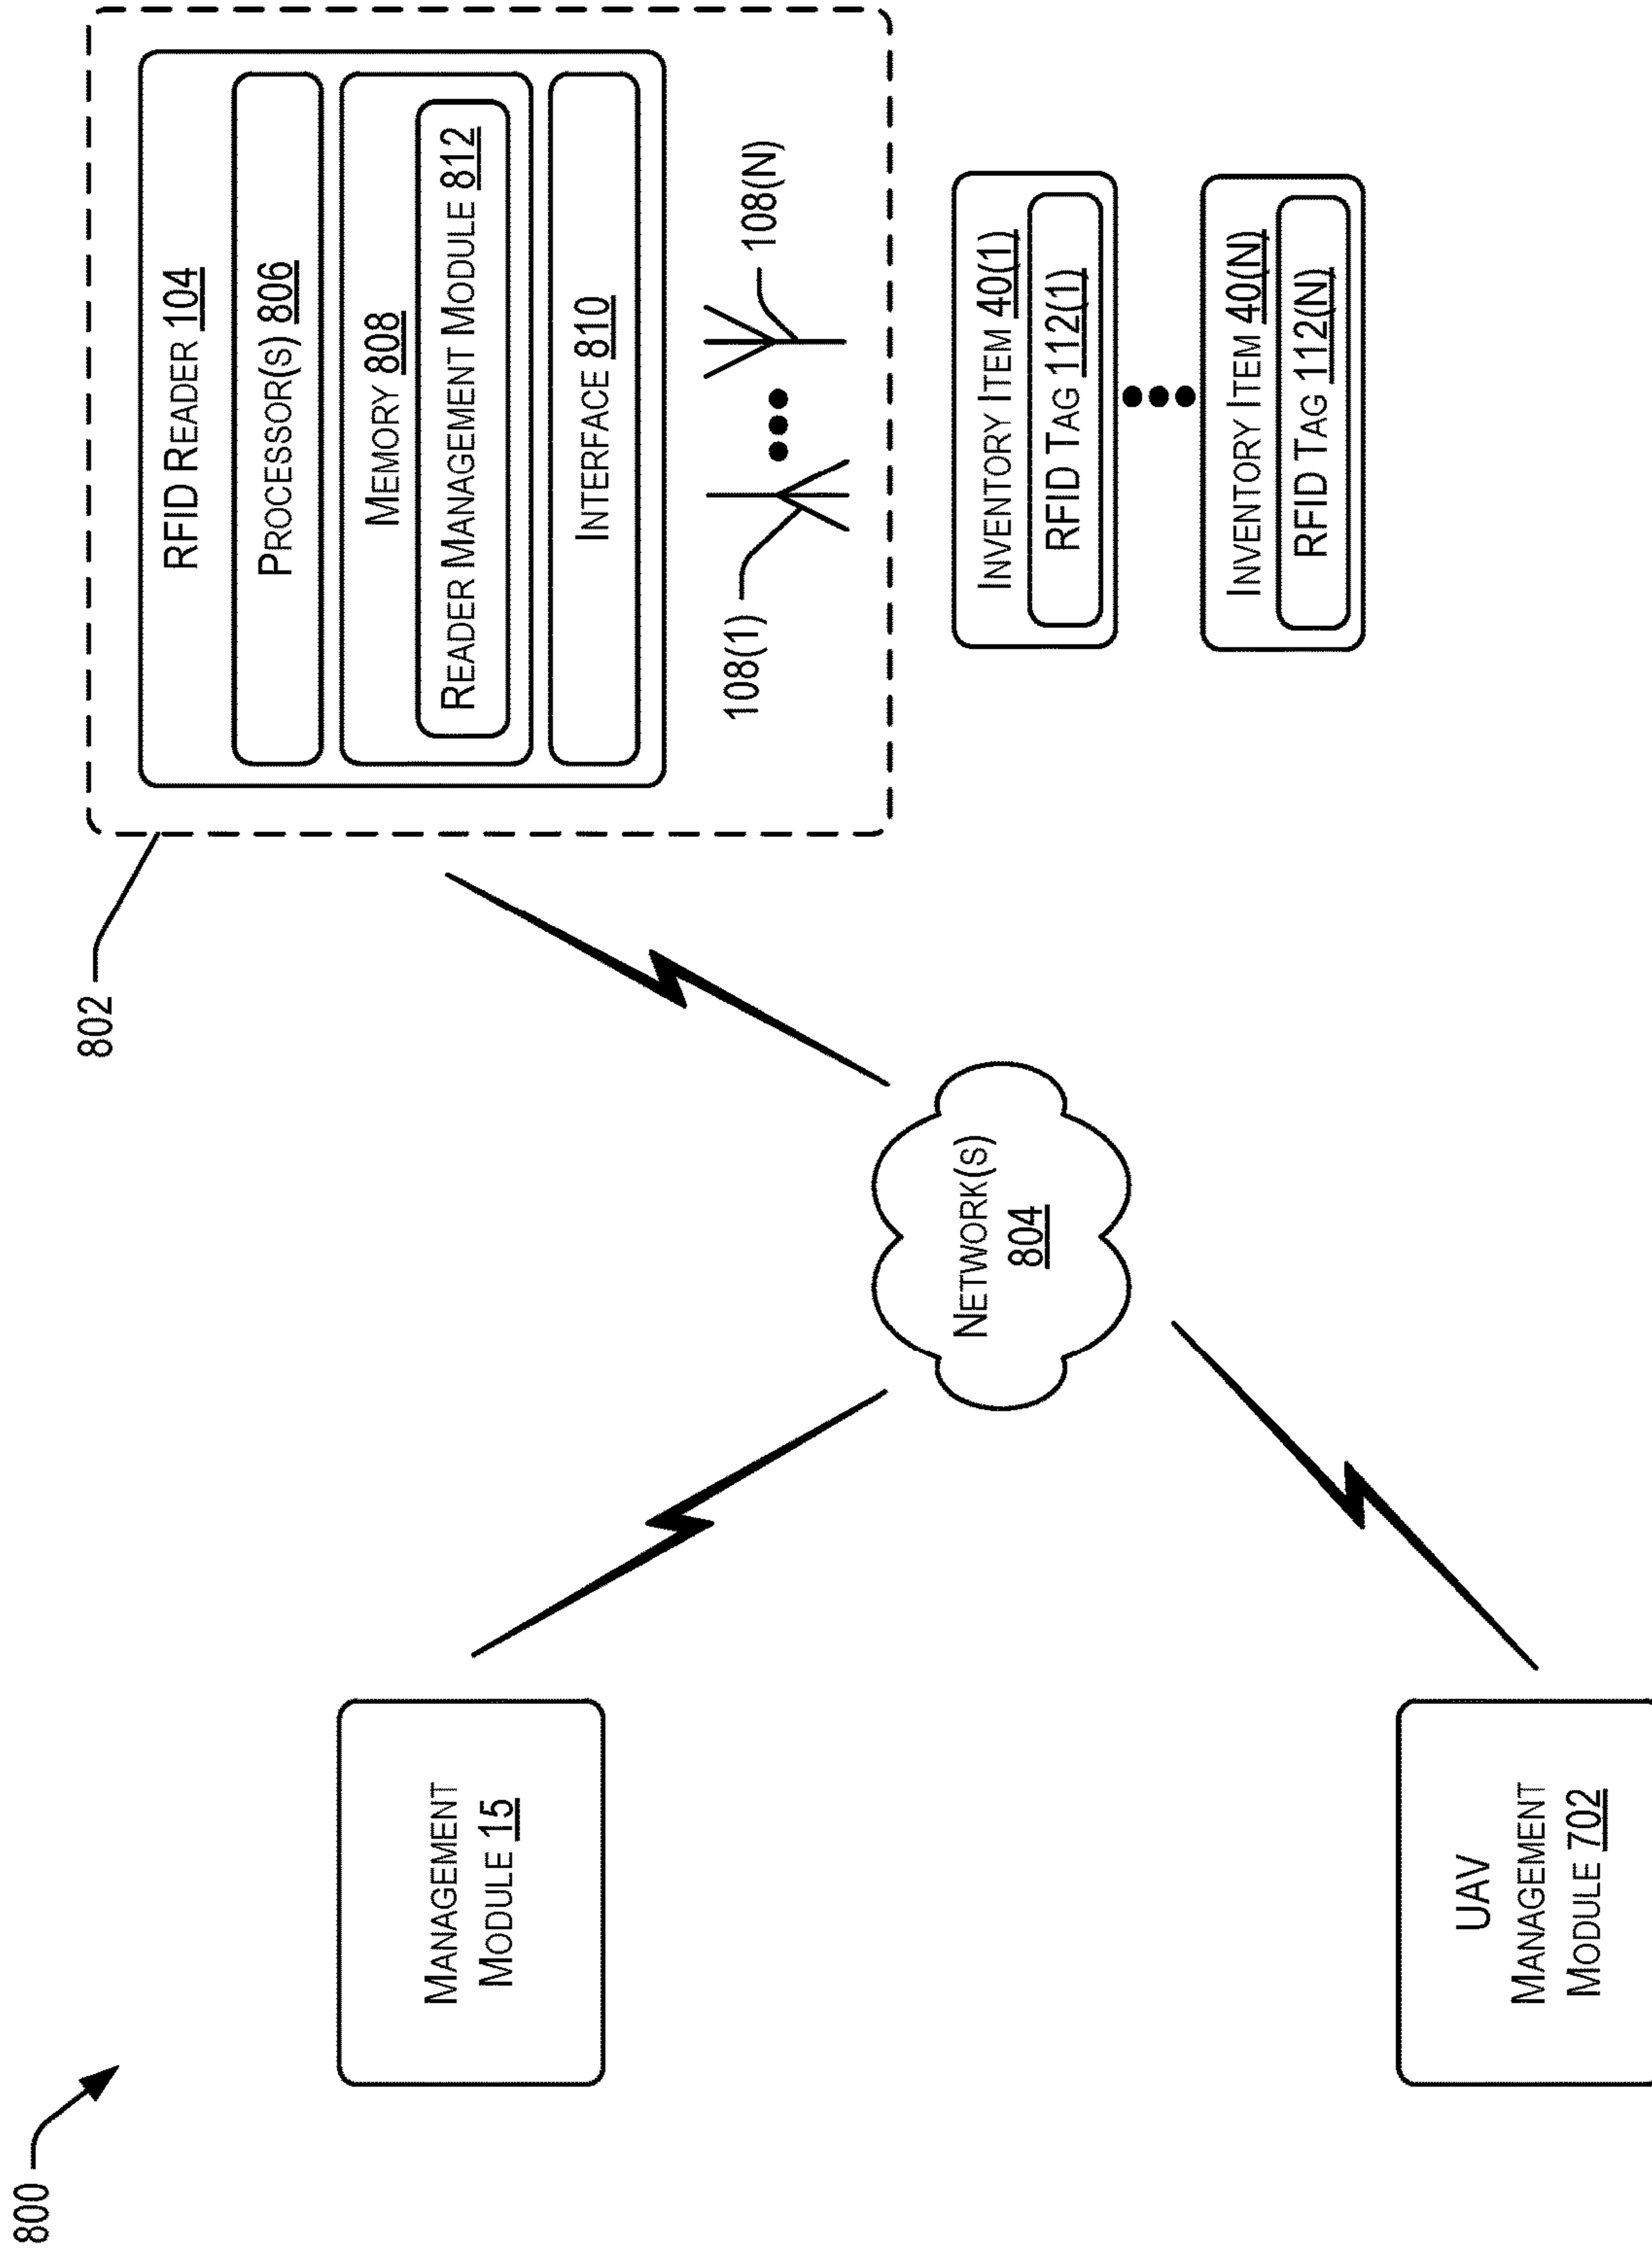 800
802
MANAGEMENT
MODULE 15
NETWORK(S)
804
UAV
MANAGEMENT
MODULE 702
RFID READER 104
PROCESSOR(S) 806
MEMORY 808
READER MANAGEMENT MODULE 812
INTERFACE 810
108(1)
108(N)
INVENTORY ITEM 40(1)
RFID TAG 112(1)
INVENTORY ITEM 40(N)
RFID TAG 112(N)